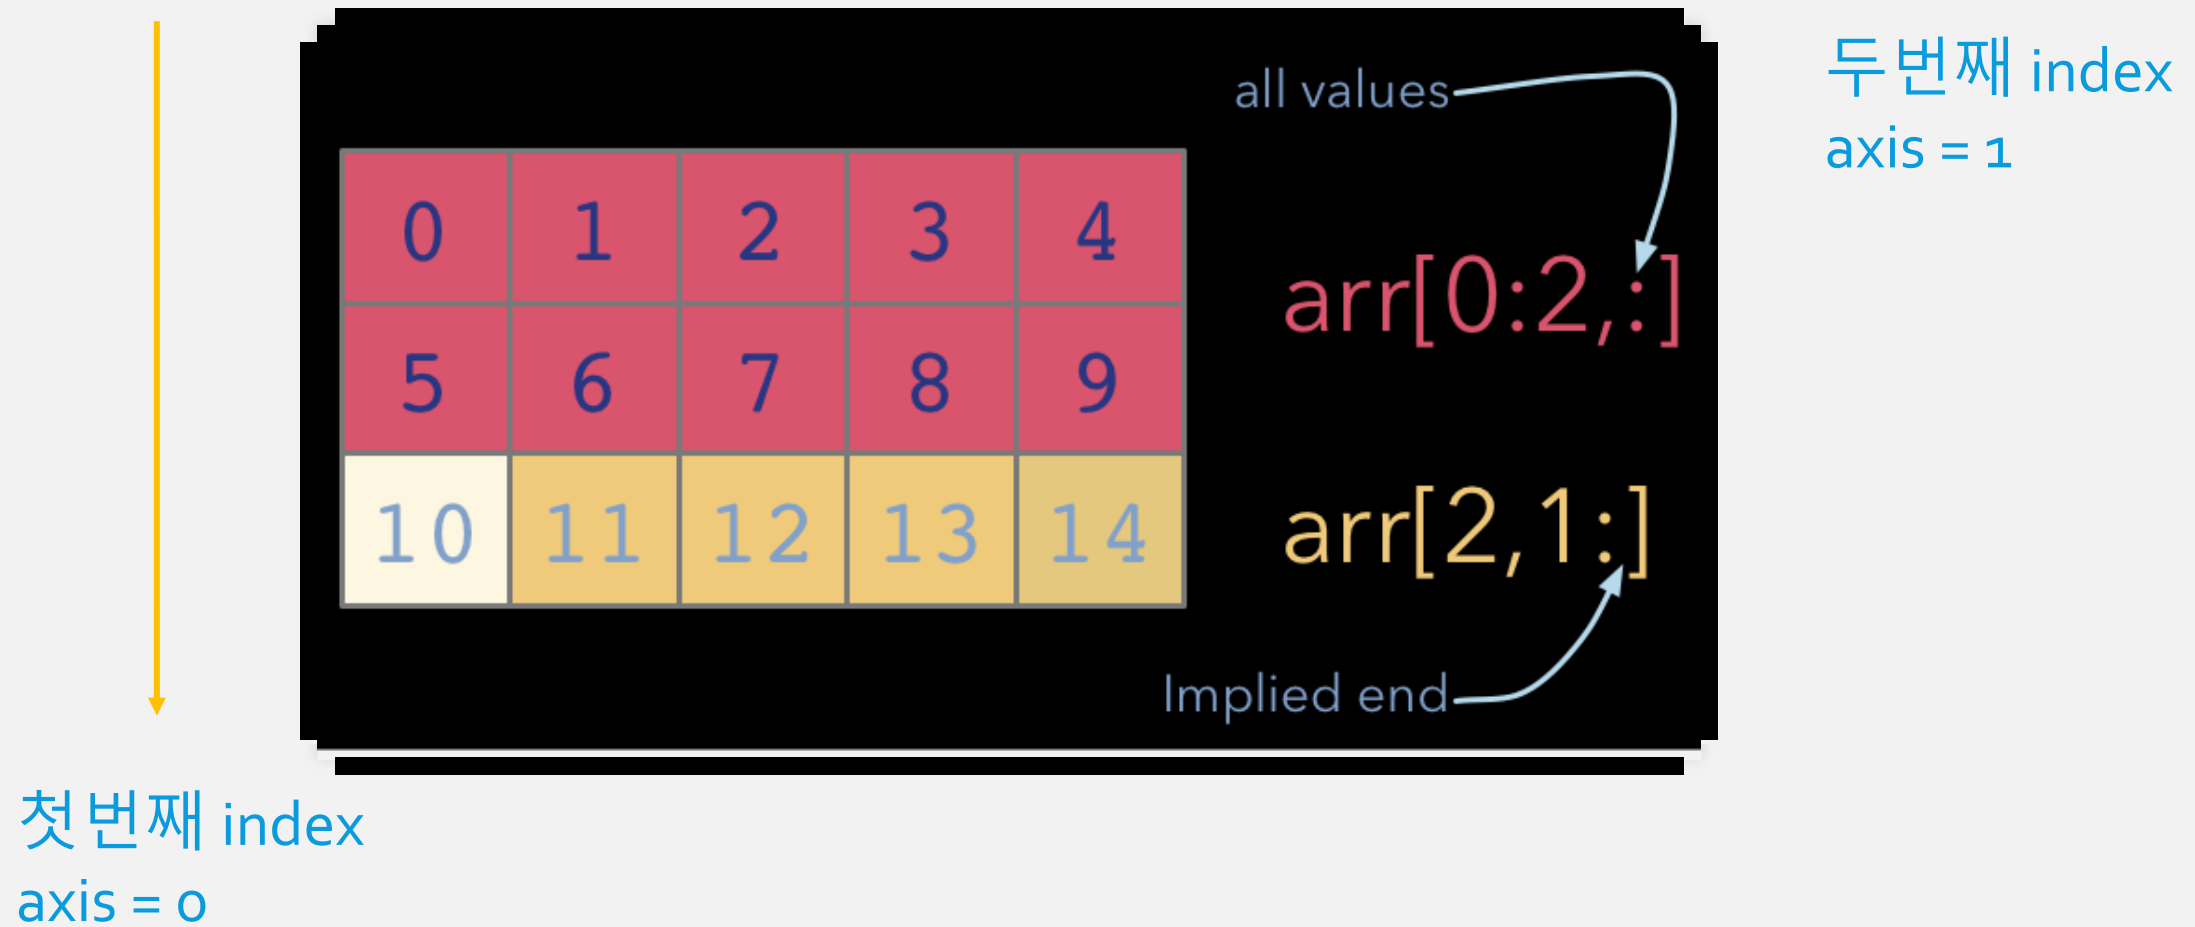 두번째 index
axis = 1
all values
0 1 2 3 4
arr[0:2,:]
5 6 7 8 9
10 11 12 13 14
arr[2,1:]
Implied end
첫번째 index
axis = 0